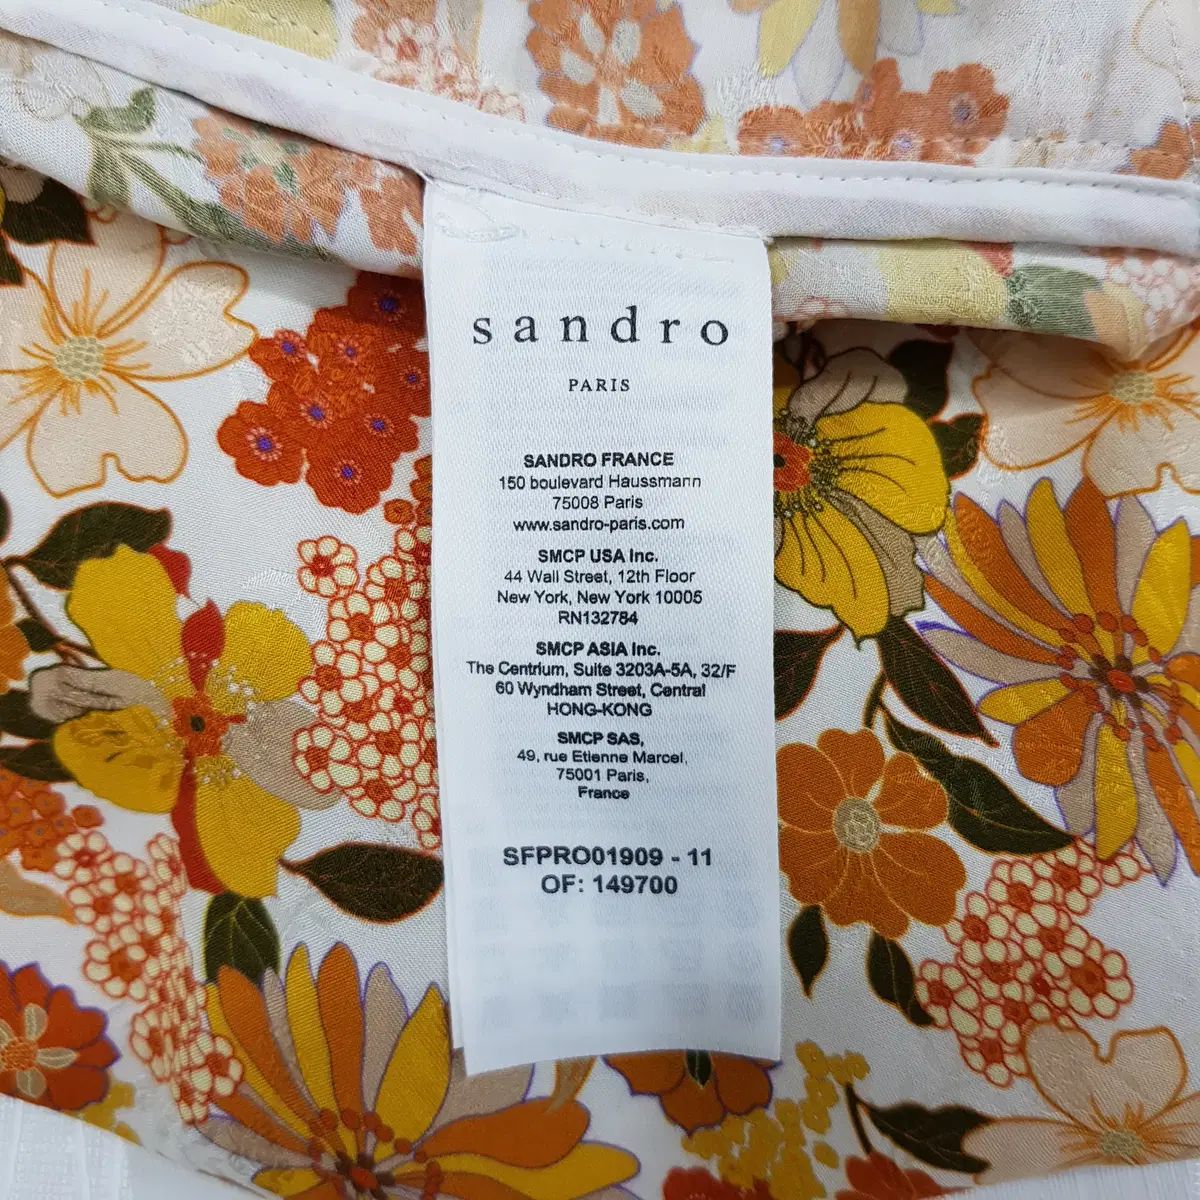 sandro
PARIS
SANDRO FRANCE
150 boulevard Haussmann
75008 Paris
www.sandro-paris.com
SMCP USA Inc.
44 Wall Street, 12th Floor
New York, New York 10005
RN132784
SMCP ASIA Inc.
The Centrium, Suite 3203A-5A, 32/F
60 Wyndham Street, Central
HONG-KONG
SMCP SAS,
49, rue Etienne Marcel,
75001 Paris,
France
SFPRO01909 - 11
OF: 149700